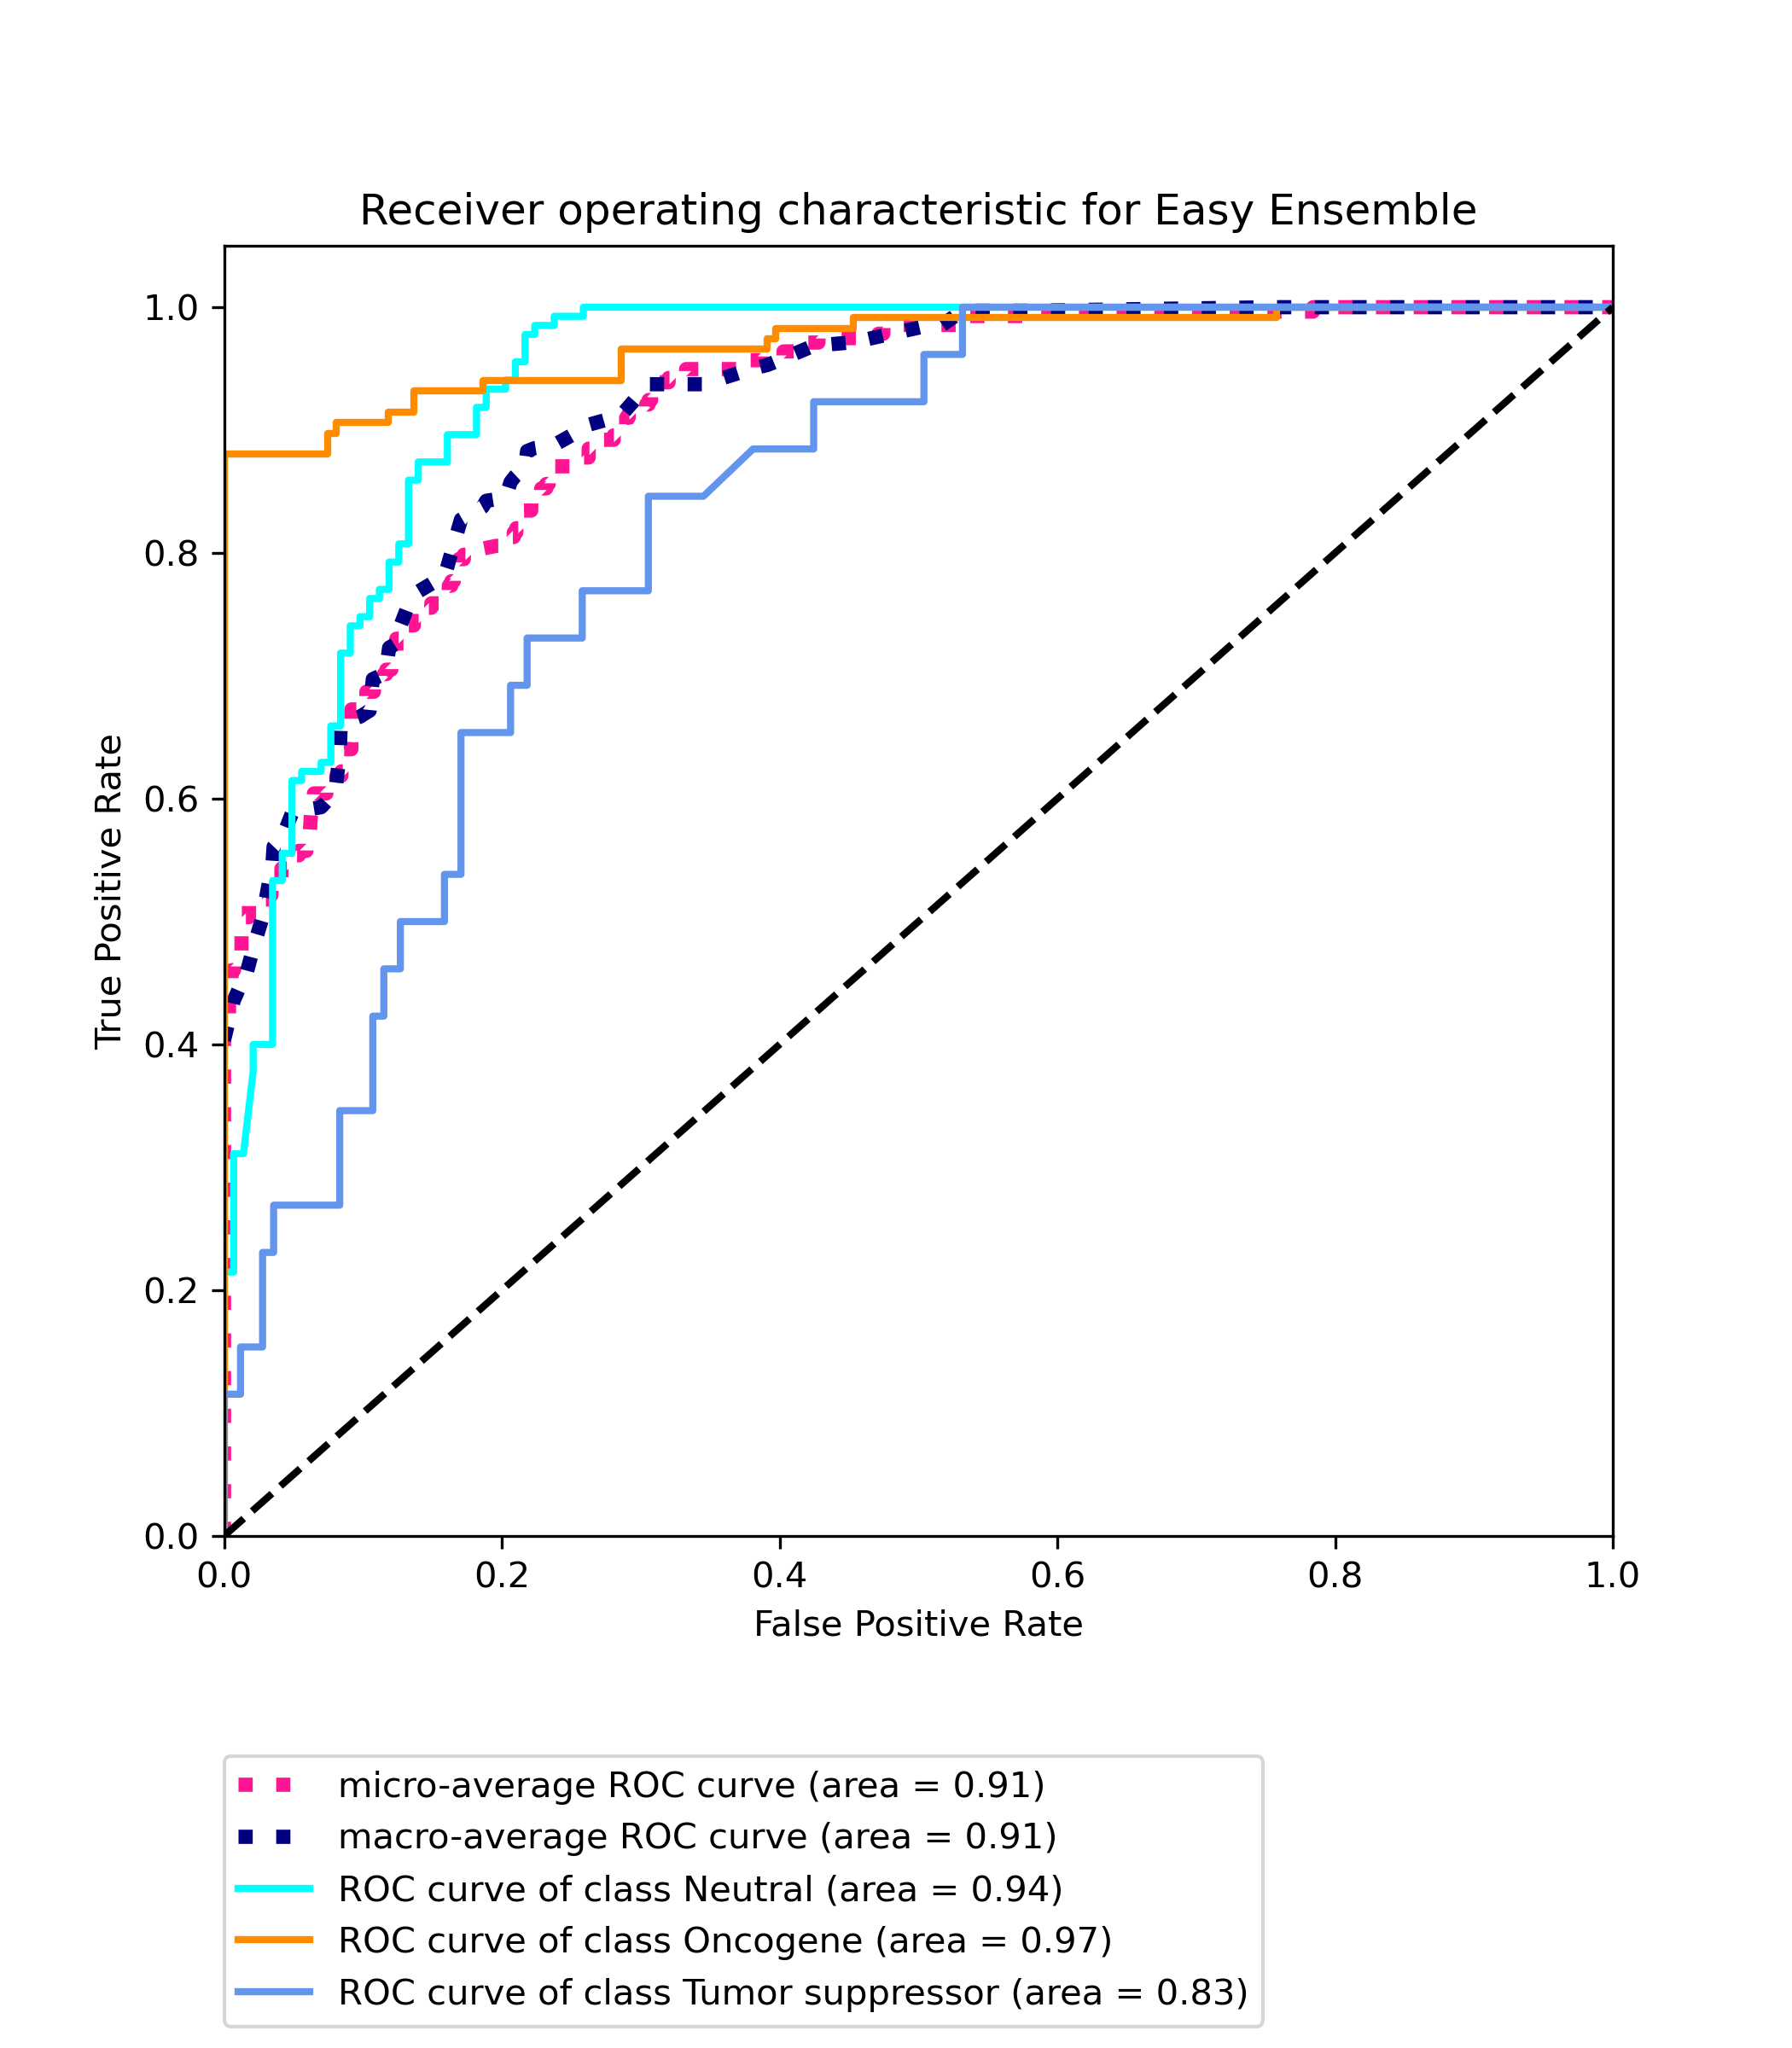 Receiver operating characteristic for Easy Ensemble
1.0
0.8
0.6
0.4
0.2
0.0
True Positive Rate
0.0 0.2 0.4 0.6 0.8 1.0
False Positive Rate
micro-average ROC curve (area = 0.91)
macro-average ROC curve (area = 0.91)
ROC curve of class Neutral (area = 0.94)
ROC curve of class Oncogene (area = 0.97)
ROC curve of class Tumor suppressor (area = 0.83)